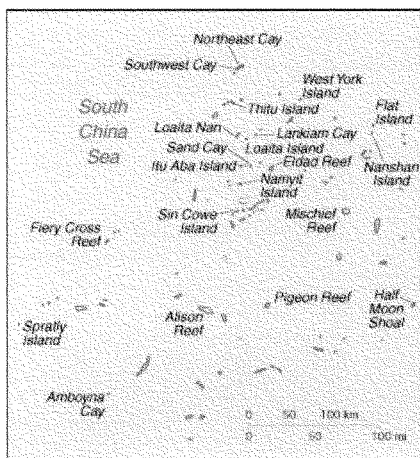 Northeast Cay
Southwest Cay
West York
Island
South
China
Sea
Thitu Island
Flat
Island
Loaita Nan
Lankiam Cay
Sand Cay
Loaita Island
Itu Aba Island
Eldad Reef
Namyit
Island
Nanshan
Island
Sin Cowe
Island
Mischief
Reef
Fiery Cross
Reef
Spratly
Island
Alison
Reef
Pigeon Reef
Half
Moon
Shoal
Amboyna
Cay
0 50 100 km
0 50 100 mi